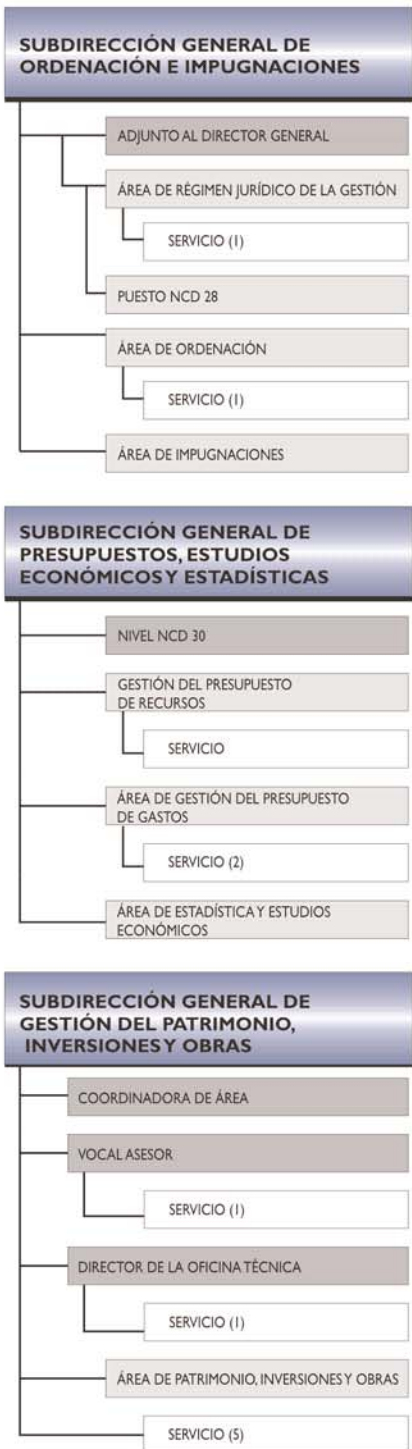 SUBDIRECCIÓN GENERAL DE
ORDENACIÓN E IMPUGNACIONES
ADJUNTO AL DIRECTOR GENERAL
ÁREA DE RÉGIMEN JURÍDICO DE LA GESTIÓN
SERVICIO (1)
PUESTO NCD 28
ÁREA DE ORDENACIÓN
SERVICIO (1)
ÁREA DE IMPUGNACIONES
SUBDIRECCIÓN GENERAL DE
PRESUPUESTOS, ESTUDIOS
ECONÓMICOS Y ESTADÍSTICAS
NIVEL NCD 30
GESTIÓN DEL PRESUPUESTO
DE RECURSOS
SERVICIO
ÁREA DE GESTIÓN DEL PRESUPUESTO
DE GASTOS
SERVICIO (2)
ÁREA DE ESTADÍSTICA Y ESTUDIOS
ECONÓMICOS
SUBDIRECCIÓN GENERAL DE
GESTIÓN DEL PATRIMONIO,
INVERSIONES Y OBRAS
COORDINADORA DE ÁREA
VOCAL ASESOR
SERVICIO (1)
DIRECTOR DE LA OFICINA TÉCNICA
SERVICIO (1)
ÁREA DE PATRIMONIO, INVERSIONES Y OBRAS
SERVICIO (5)